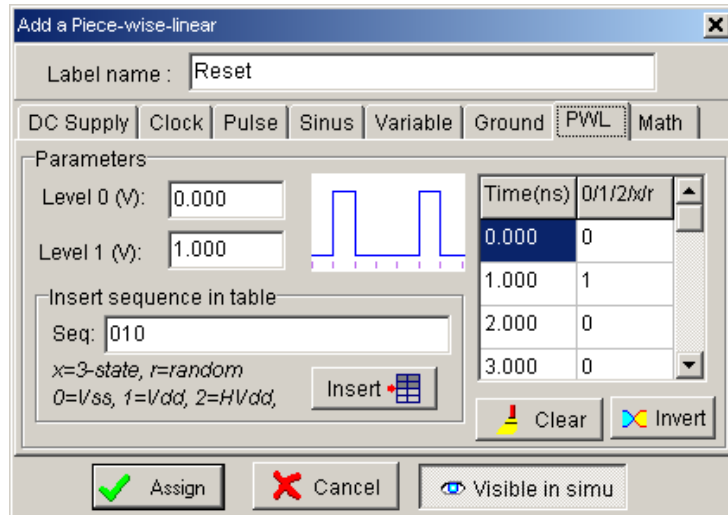 Add a Piece-wise-linear
Label name : Reset
DC Supply Clock Pulse Sinus Variable Ground PWL Math
Parameters
Level 0 (V): 0.000
Level 1 (V): 1.000
Time(ns) 0/1/2/x/r
0.000 0
1.000 1
2.000 0
3.000 0
Insert sequence in table
Seq: 010
x=3-state, r=random
0=Vss, 1=Vdd, 2=HVdd,
Insert
Clear Invert
Assign Cancel Visible in simu